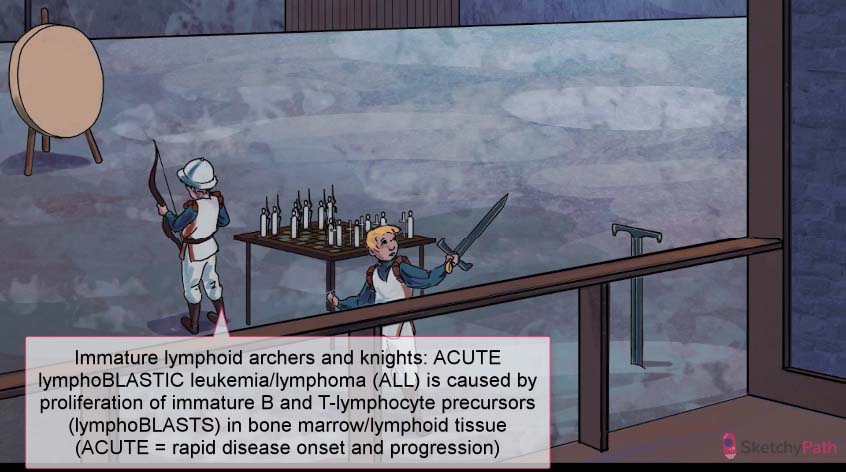 Immature lymphoid archers and knights: ACUTE
lymphoBLASTIC leukemia/lymphoma (ALL) is caused by
proliferation of immature B and T-lymphocyte precursors
(lymphoBLASTS) in bone marrow/lymphoid tissue
(ACUTE = rapid disease onset and progression)
SketchyPath